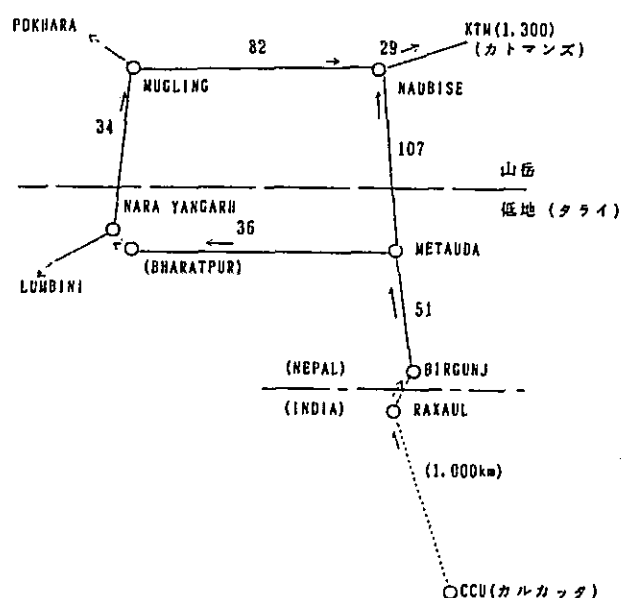 POKHARA
82
29
KTM(1,300)
(カトマンズ)
MUGLING
NAUBISE
34
107
山岳
NARA YANGARH
低地 (タライ)
36
(BHARATPUR)
METAUDA
LUMBINI
51
(NEPAL)
BIRGUNJ
(INDIA)
RAXAUL
(1.000km)
CCU(カルカッタ)